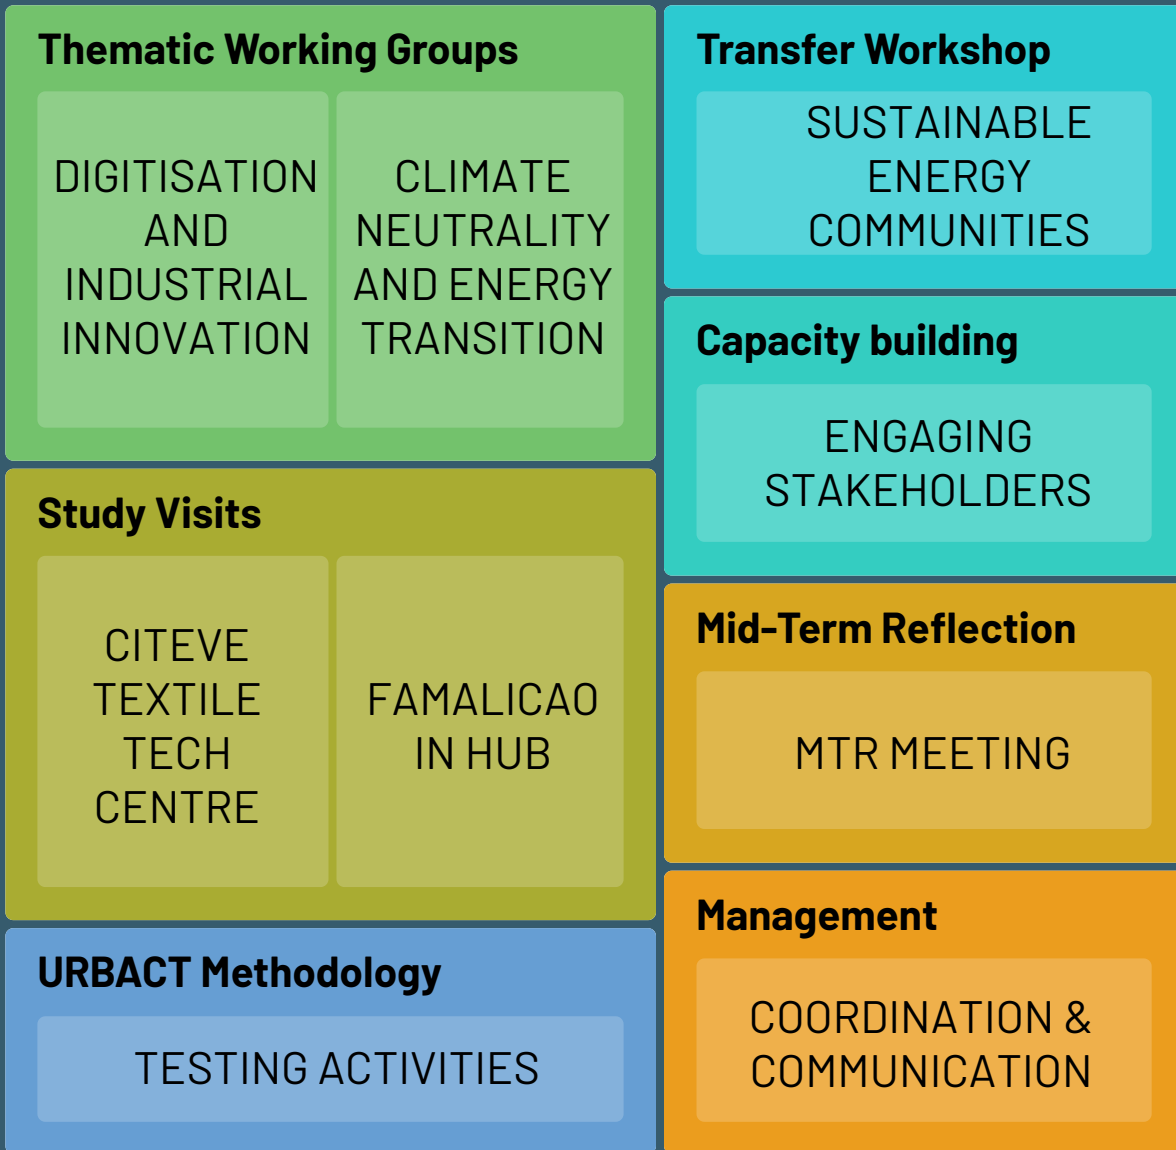 Thematic Working Groups
DIGITISATION
AND
INDUSTRIAL
INNOVATION
CLIMATE
NEUTRALITY
AND ENERGY
TRANSITION
Study Visits
CITEVE
TEXTILE
TECH
CENTRE
FAMALICAO
IN HUB
URBACT Methodology
TESTING ACTIVITIES
Transfer Workshop
SUSTAINABLE
ENERGY
COMMUNITIES
Capacity building
ENGAGING
STAKEHOLDERS
Mid-Term Reflection
MTR MEETING
Management
COORDINATION &
COMMUNICATION